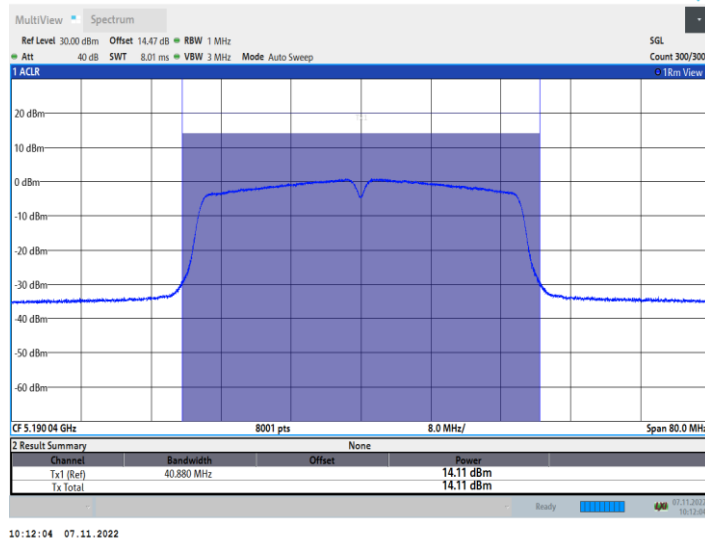 MultiView Spectrum
Ref Level 30.00 dBm Offset 14.47 dB RBW 1 MHz SGL
Att 40 dB SWT 8.01 ms VBW 3 MHz Mode Auto Sweep Count 300/300
1 ACLR 1Rm View
20 dBm
10 dBm
0 dBm
-10 dBm
-20 dBm
-30 dBm
-40 dBm
-50 dBm
-60 dBm
CF 5.19004 GHz 8001 pts 8.0 MHz/ Span 80.0 MHz
2 Result Summary None
Channel Bandwidth Offset Power
Tx1 (Ref) 40.880 MHz 14.11 dBm
Tx Total 14.11 dBm
Ready 07.11.2022
10:12:04
10:12:04 07.11.2022